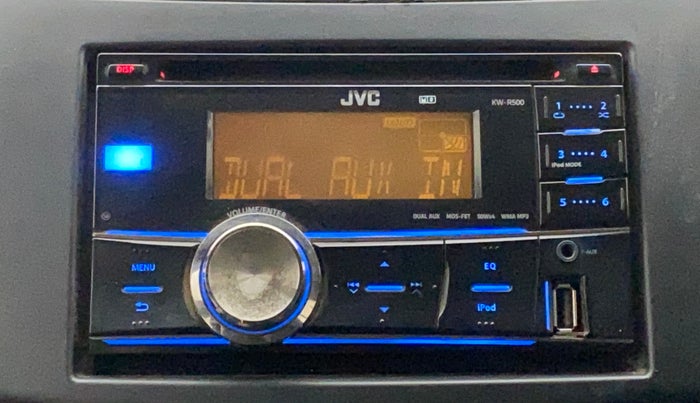 DISP
JVC
KW-R500
DUAL AUX IN
1 2
3 4
iPod MODE
5 6
VOLUME/ENTER
DUAL AUX MOS-FET 50Wx4 WMA MP3
MENU
EQ
AUX
iPod